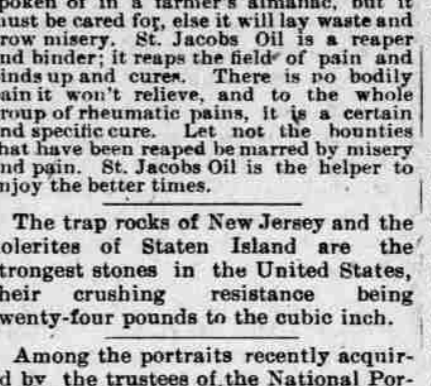 poken of in a farmer's almanac, but it
must be cared for, else it will lay waste and
row misery. St. Jacobs Oil is a reaper
nd binder; it reaps the field of pain and
inds up and cures. There is no bodily
ain it won't relieve, and to the whole
roup of rheumatic pains, it is a certain
nd specific cure. Let not the bounties
hat have been reaped be marred by misery
nd pain. St. Jacobs Oil is the helper to
njoy the better times.
The trap rocks of New Jersey and the
olerites of Staten Island are the
trongest stones in the United States,
heir crushing resistance being
wenty-four pounds to the cubic inch.
Among the portraits recently acquir-
d by the trustees of the National Por-